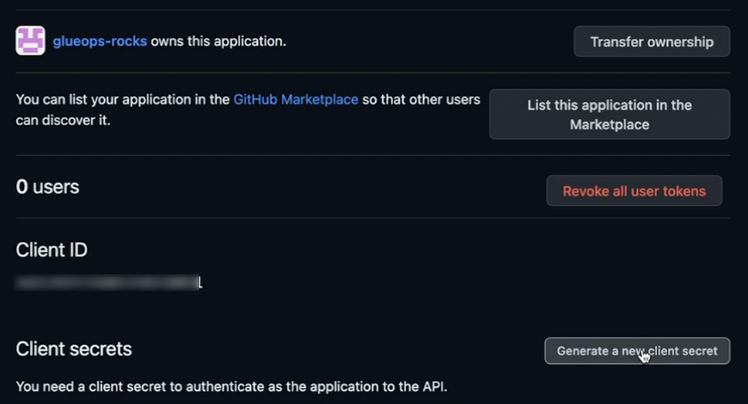 glueops-rocks owns this application.
Transfer ownership
You can list your application in the GitHub Marketplace so that other users
can discover it.
List this application in the
Marketplace
0 users
Revoke all user tokens
Client ID
Client secrets
Generate a new client secret
You need a client secret to authenticate as the application to the API.